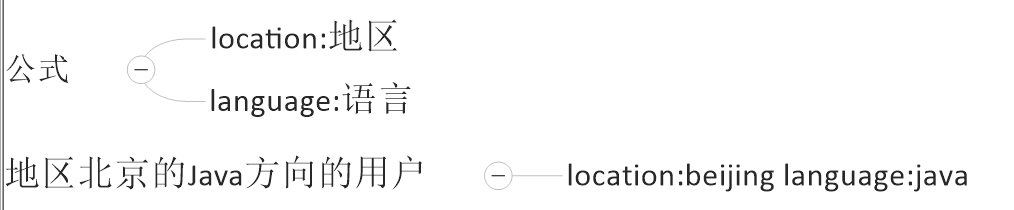 公式
location:地区
language:语言
地区北京的Java方向的用户
location:beijing language:java